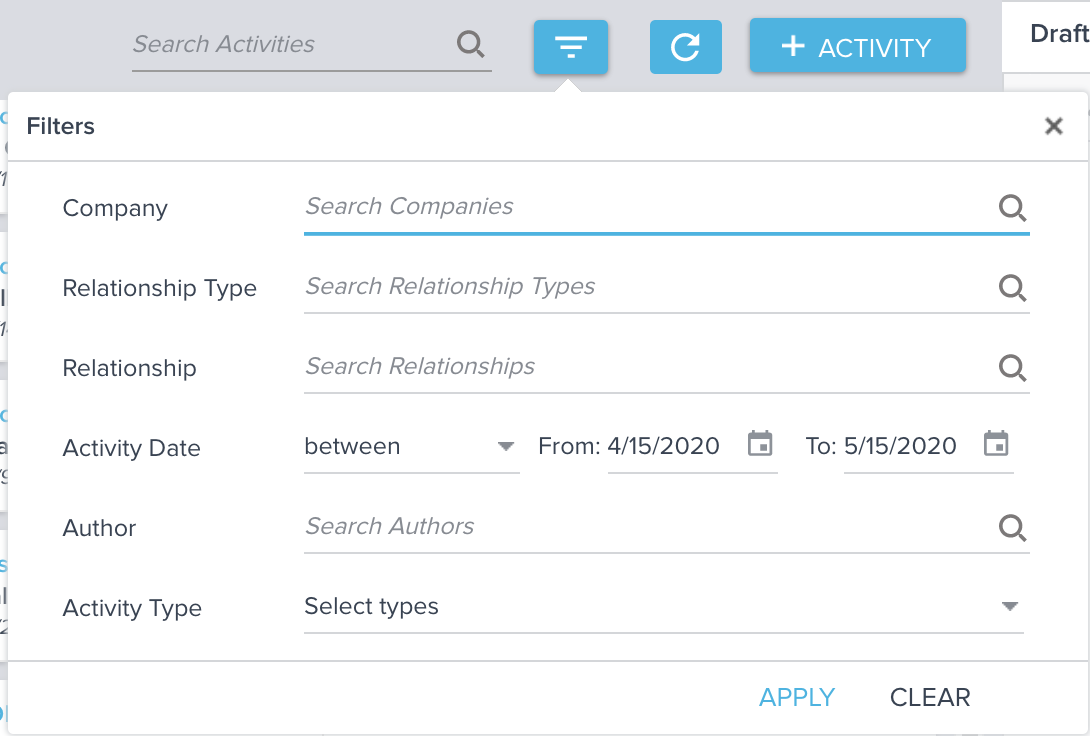 Search Activities
+ ACTIVITY
Draft
Filters
Company Search Companies
Relationship Type Search Relationship Types
Relationship Search Relationships
Activity Date between From: 4/15/2020 To: 5/15/2020
Author Search Authors
Activity Type Select types
APPLY CLEAR